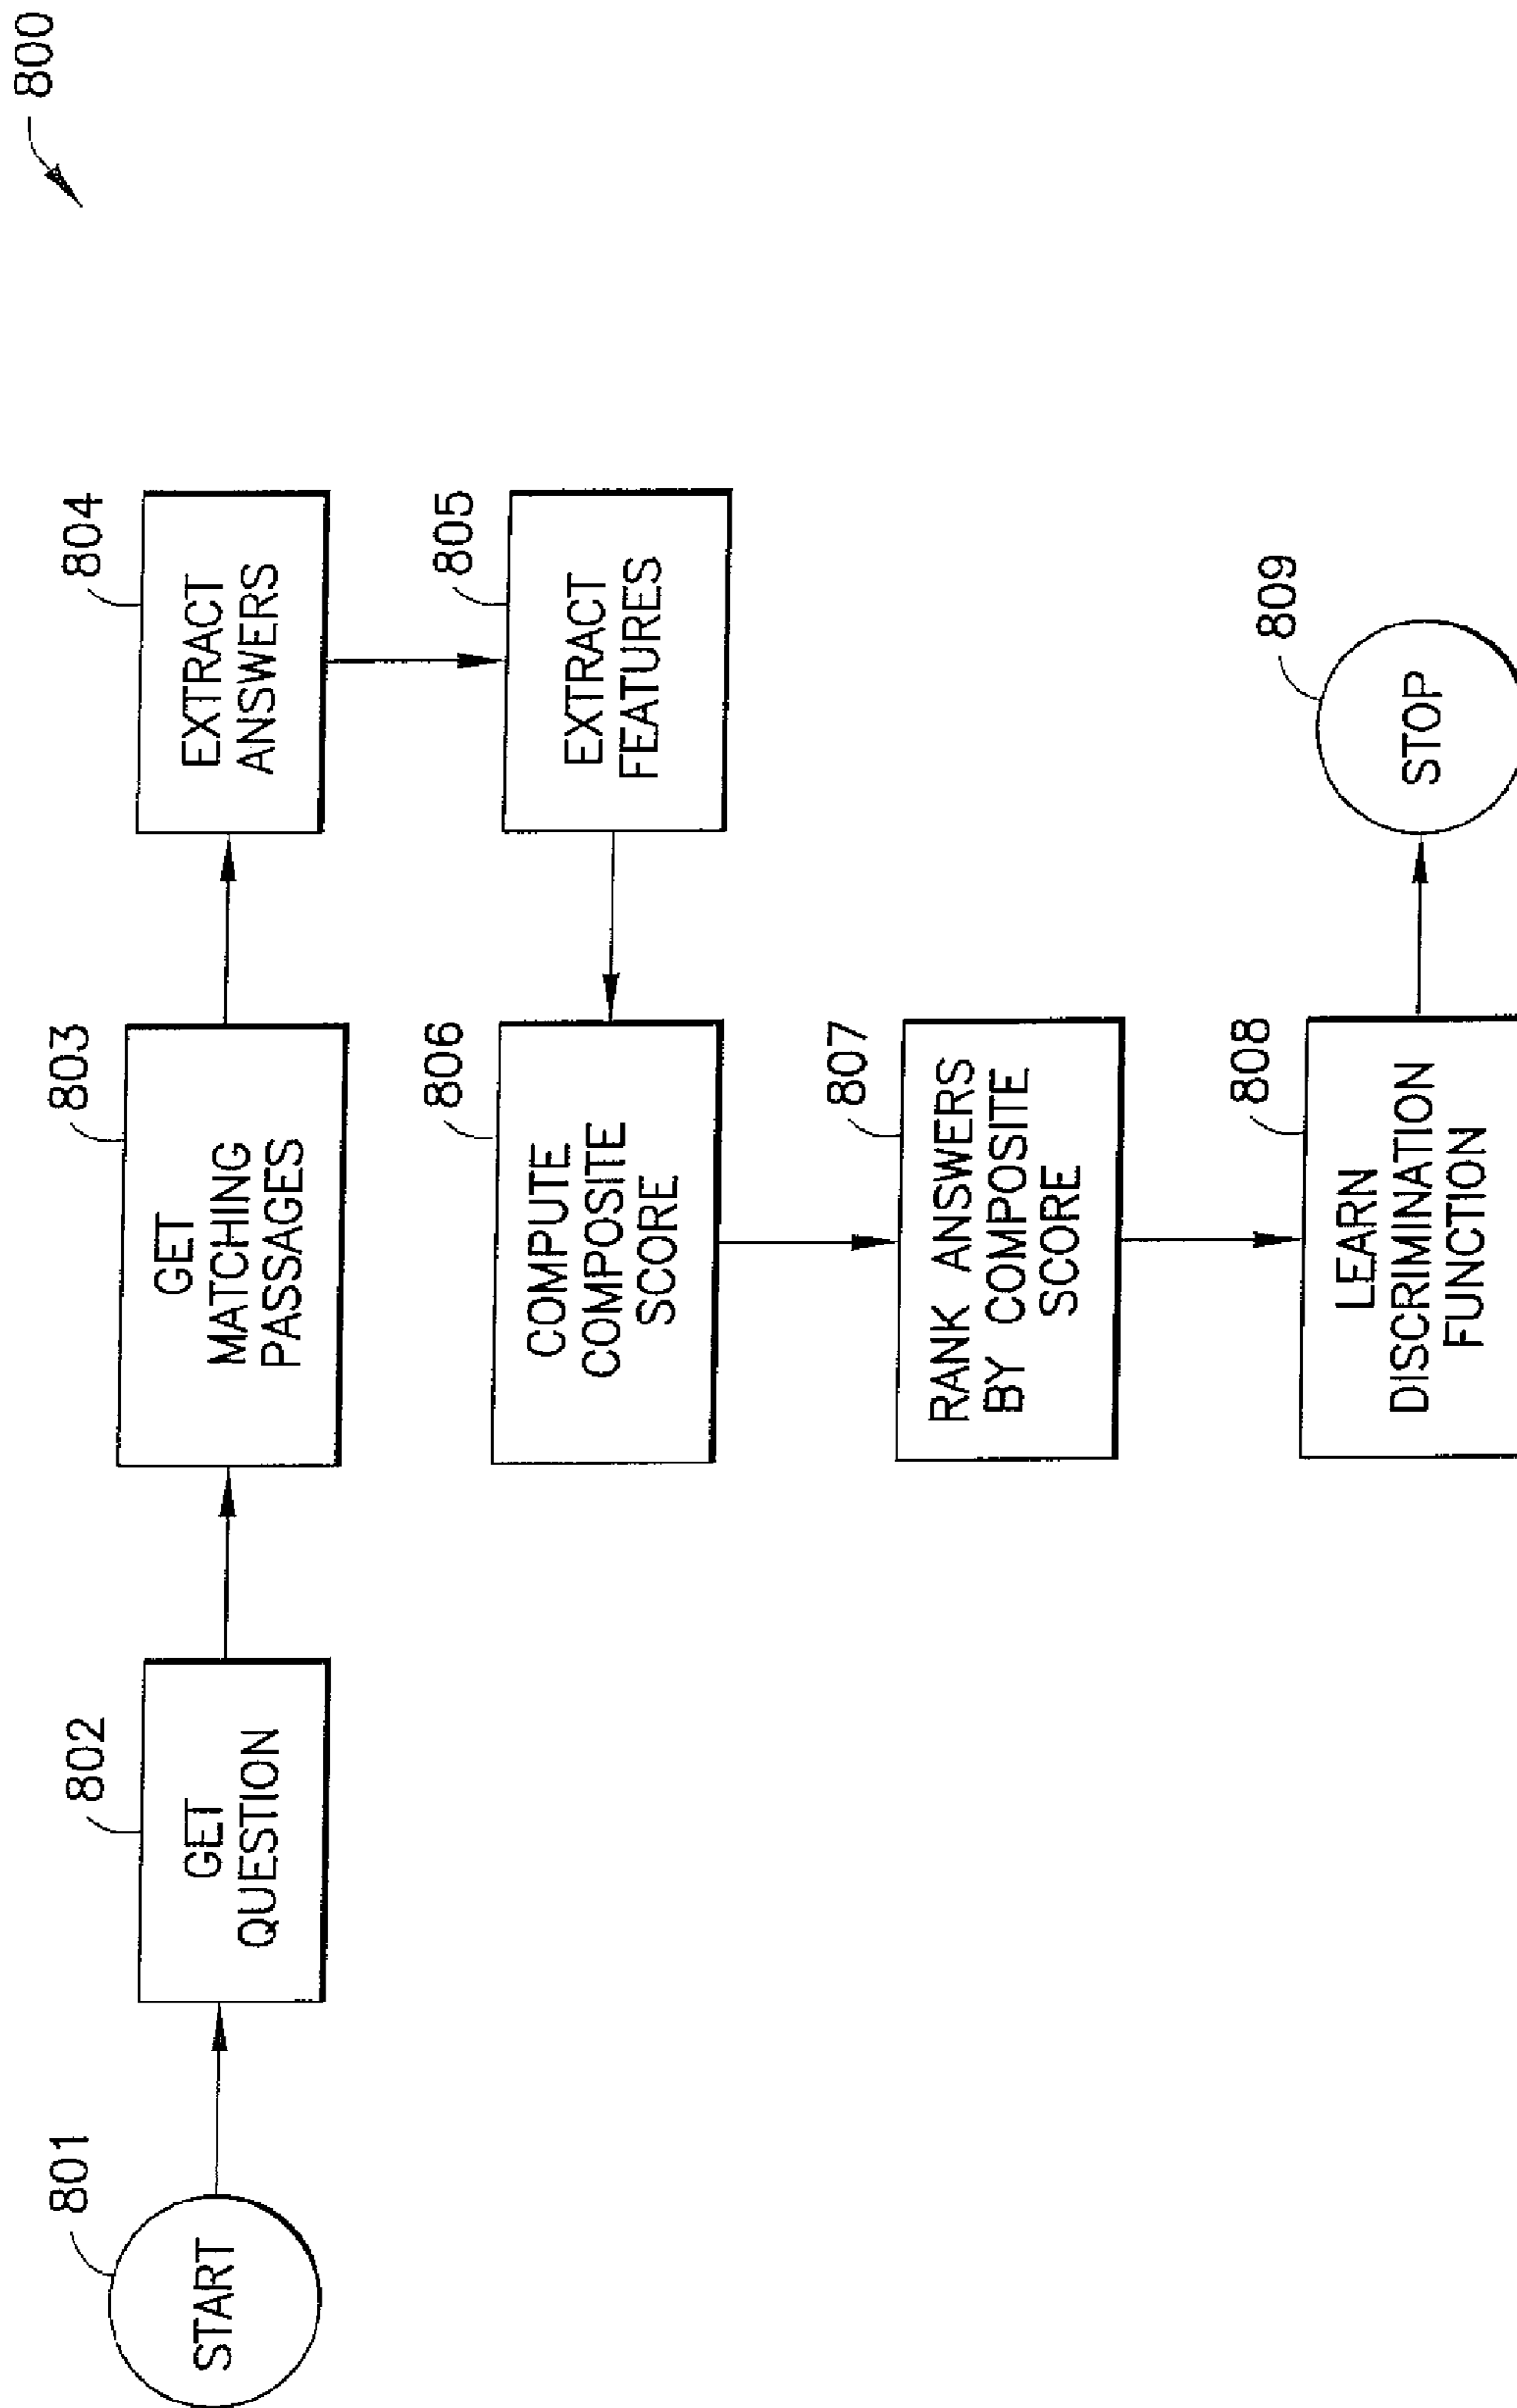 800
801
START
802
GET
QUESTION
803
GET
MATCHING
PASSAGES
804
EXTRACT
ANSWERS
805
EXTRACT
FEATURES
806
COMPUTE
COMPOSITE
SCORE
807
RANK ANSWERS
BY COMPOSITE
SCORE
808
LEARN
DISCRIMINATION
FUNCTION
809
STOP